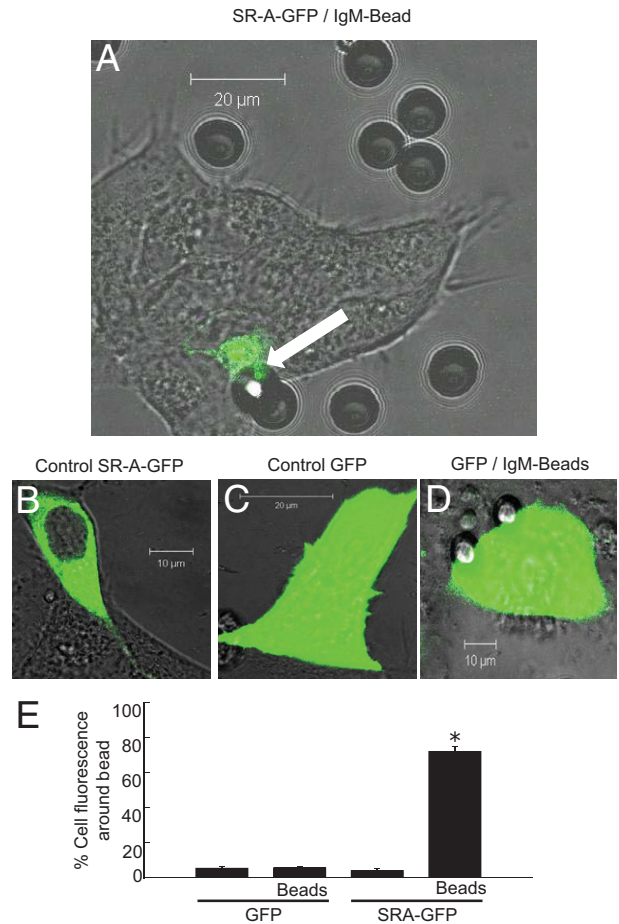 SR-A-GFP / IgM-Bead
A
20 µm
Control SR-A-GFP
Control GFP
GFP / IgM-Beads
B
10 µm
C
20 µm
D
10 µm
E
% Cell fluorescence
around bead
100
80
60
40
20
0
*
Beads
Beads
GFP
SRA-GFP